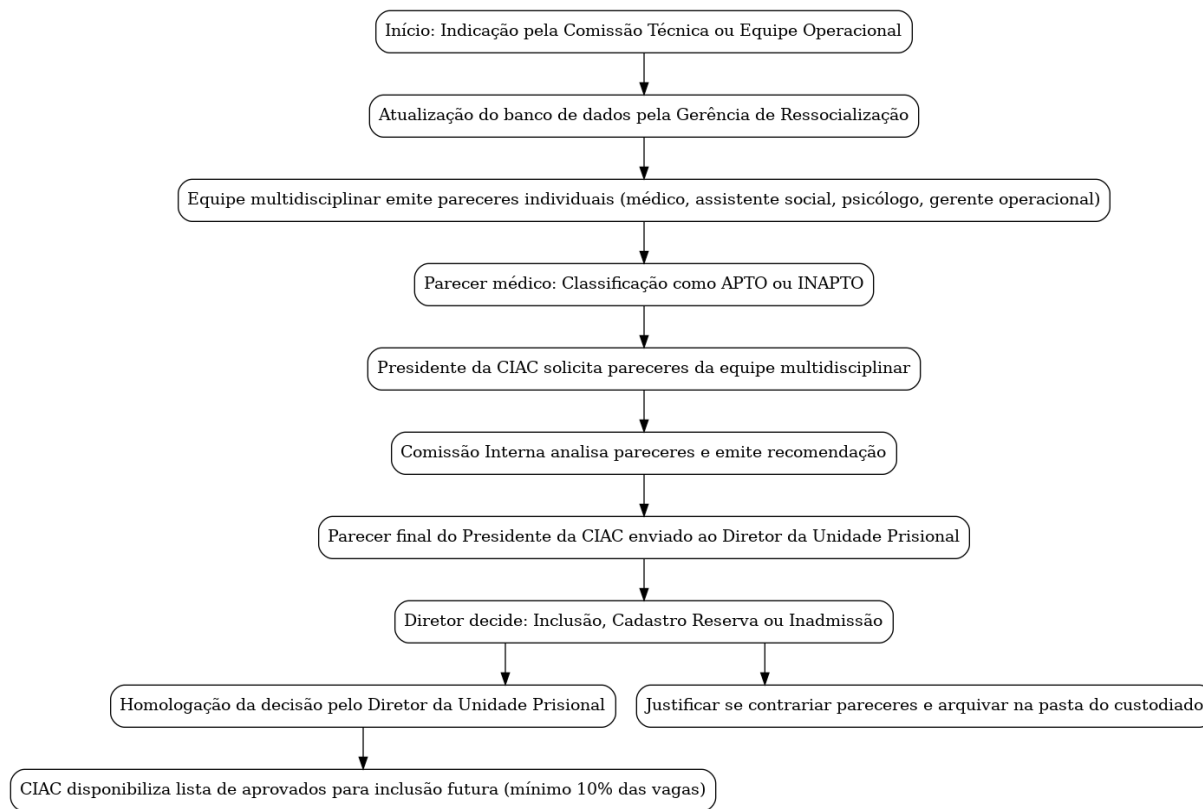 Início: Indicação pela Comissão Técnica ou Equipe Operacional
Atualização do banco de dados pela Gerência de Ressocialização
Equipe multidisciplinar emite pareceres individuais (médico, assistente social, psicólogo, gerente operacional)
Parecer médico: Classificação como APTO ou INAPTO
Presidente da CIAC solicita pareceres da equipe multidisciplinar
Comissão Interna analisa pareceres e emite recomendação
Parecer final do Presidente da CIAC enviado ao Diretor da Unidade Prisional
Diretor decide: Inclusão, Cadastro Reserva ou Inadmissão
Homologação da decisão pelo Diretor da Unidade Prisional
Justificar se contrariar pareceres e arquivar na pasta do custodiado
CIAC disponibiliza lista de aprovados para inclusão futura (mínimo 10% das vagas)